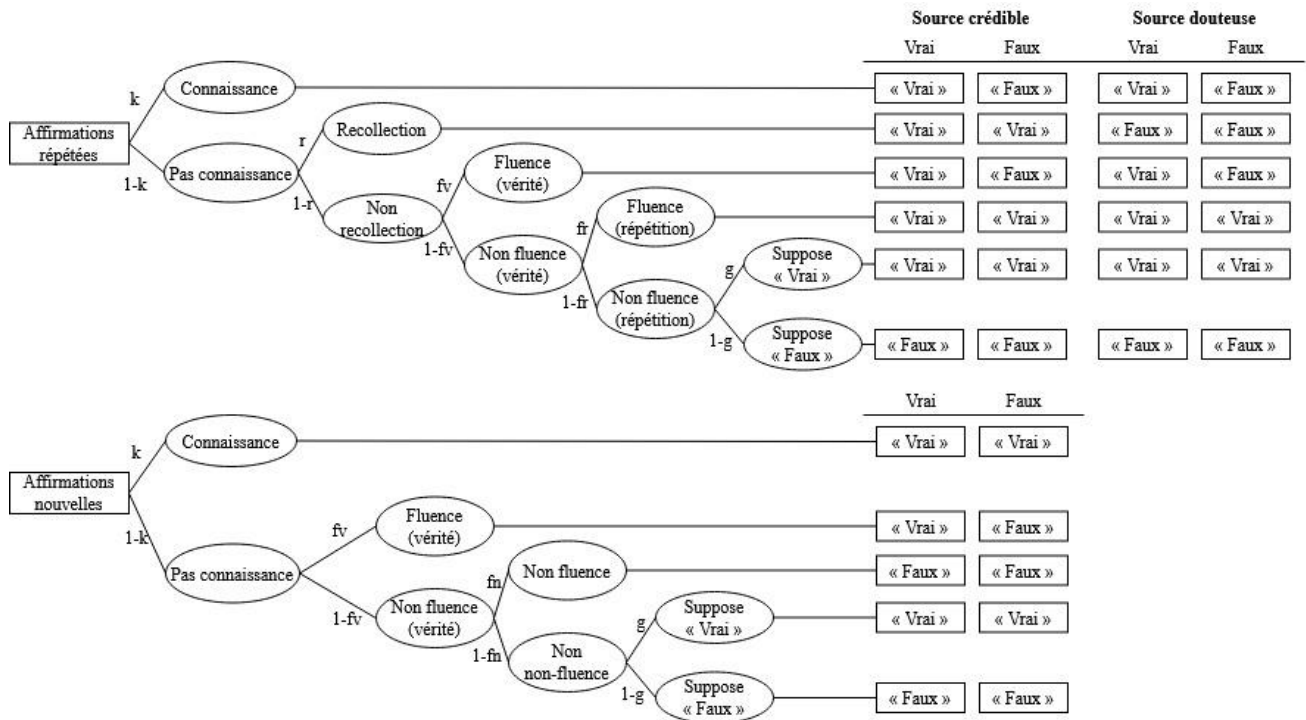 Source crédible Source douteuse
Vrai Faux Vrai Faux
k Connaissance « Vrai » « Faux » « Vrai » « Faux »
Affirmations
répétées
r Recollection « Vrai » « Vrai » « Faux » « Faux »
1-k Pas connaissance
fv Fluence
(vérité) « Vrai » « Faux » « Vrai » « Faux »
1-r Non
recollection
fr Fluence
(répétition) « Vrai » « Vrai » « Vrai » « Vrai »
1-fv Non fluence
(vérité)
g Suppose
« Vrai » « Vrai » « Vrai » « Vrai » « Vrai »
1-fr Non fluence
(répétition)
1-g Suppose
« Faux » « Faux » « Faux » « Faux » « Faux »
Vrai Faux
k Connaissance « Vrai » « Vrai »
Affirmations
nouvelles
fv Fluence
(vérité) « Vrai » « Faux »
1-k Pas connaissance
fn Non fluence « Faux » « Faux »
1-fv Non fluence
(vérité)
g Suppose
« Vrai » « Vrai » « Vrai »
1-fn Non
non-fluence
1-g Suppose
« Faux » « Faux » « Faux »